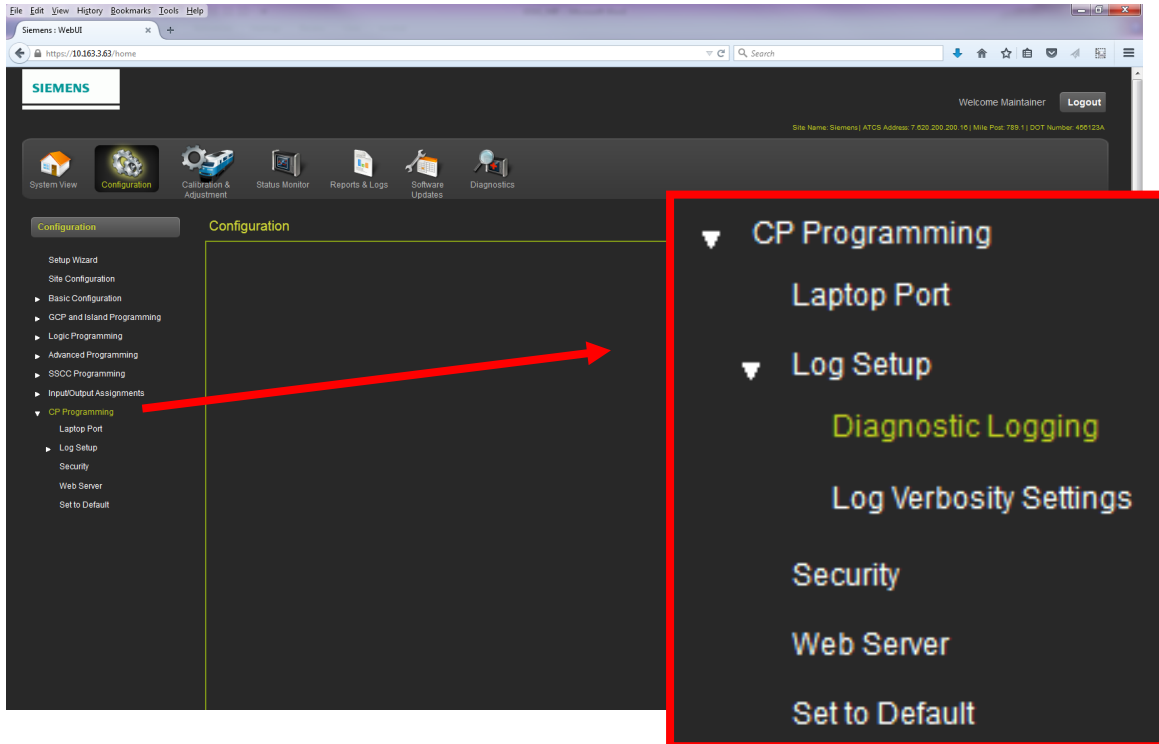 File Edit View History Bookmarks Tools Help
Siemens : WebUI × +
https://10.163.3.63/home
Search
SIEMENS
Welcome Maintainer Logout
Site Name: Siemens | ATCS Address: 7.620.200.200.16 | Mile Post: 789.1 | DOT Number: 456123A
System View
Configuration
Calibration & Adjustment
Status Monitor
Reports & Logs
Software Updates
Diagnostics
Configuration
Setup Wizard
Site Configuration
Basic Configuration
GCP and Island Programming
Logic Programming
Advanced Programming
SSCC Programming
Input/Output Assignments
CP Programming
Laptop Port
Log Setup
Security
Web Server
Set to Default
Configuration
CP Programming
Laptop Port
Log Setup
Diagnostic Logging
Log Verbosity Settings
Security
Web Server
Set to Default